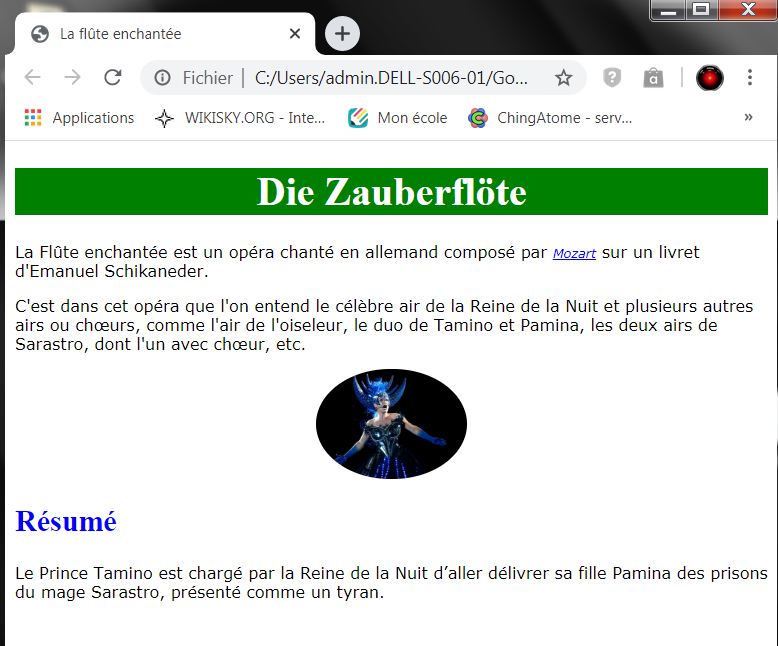 La flûte enchantée
Fichier | C:/Users/admin.DELL-S006-01/Go...
Applications WIKISKY.ORG - Inte... Mon école ChingAtome - serv... »
Die Zauberflöte
La Flûte enchantée est un opéra chanté en allemand composé par Mozart sur un livret
d'Emanuel Schikaneder.
C'est dans cet opéra que l'on entend le célèbre air de la Reine de la Nuit et plusieurs autres
airs ou chœurs, comme l'air de l'oiseleur, le duo de Tamino et Pamina, les deux airs de
Sarastro, dont l'un avec chœur, etc.
Résumé
Le Prince Tamino est chargé par la Reine de la Nuit d’aller délivrer sa fille Pamina des prisons
du mage Sarastro, présenté comme un tyran.